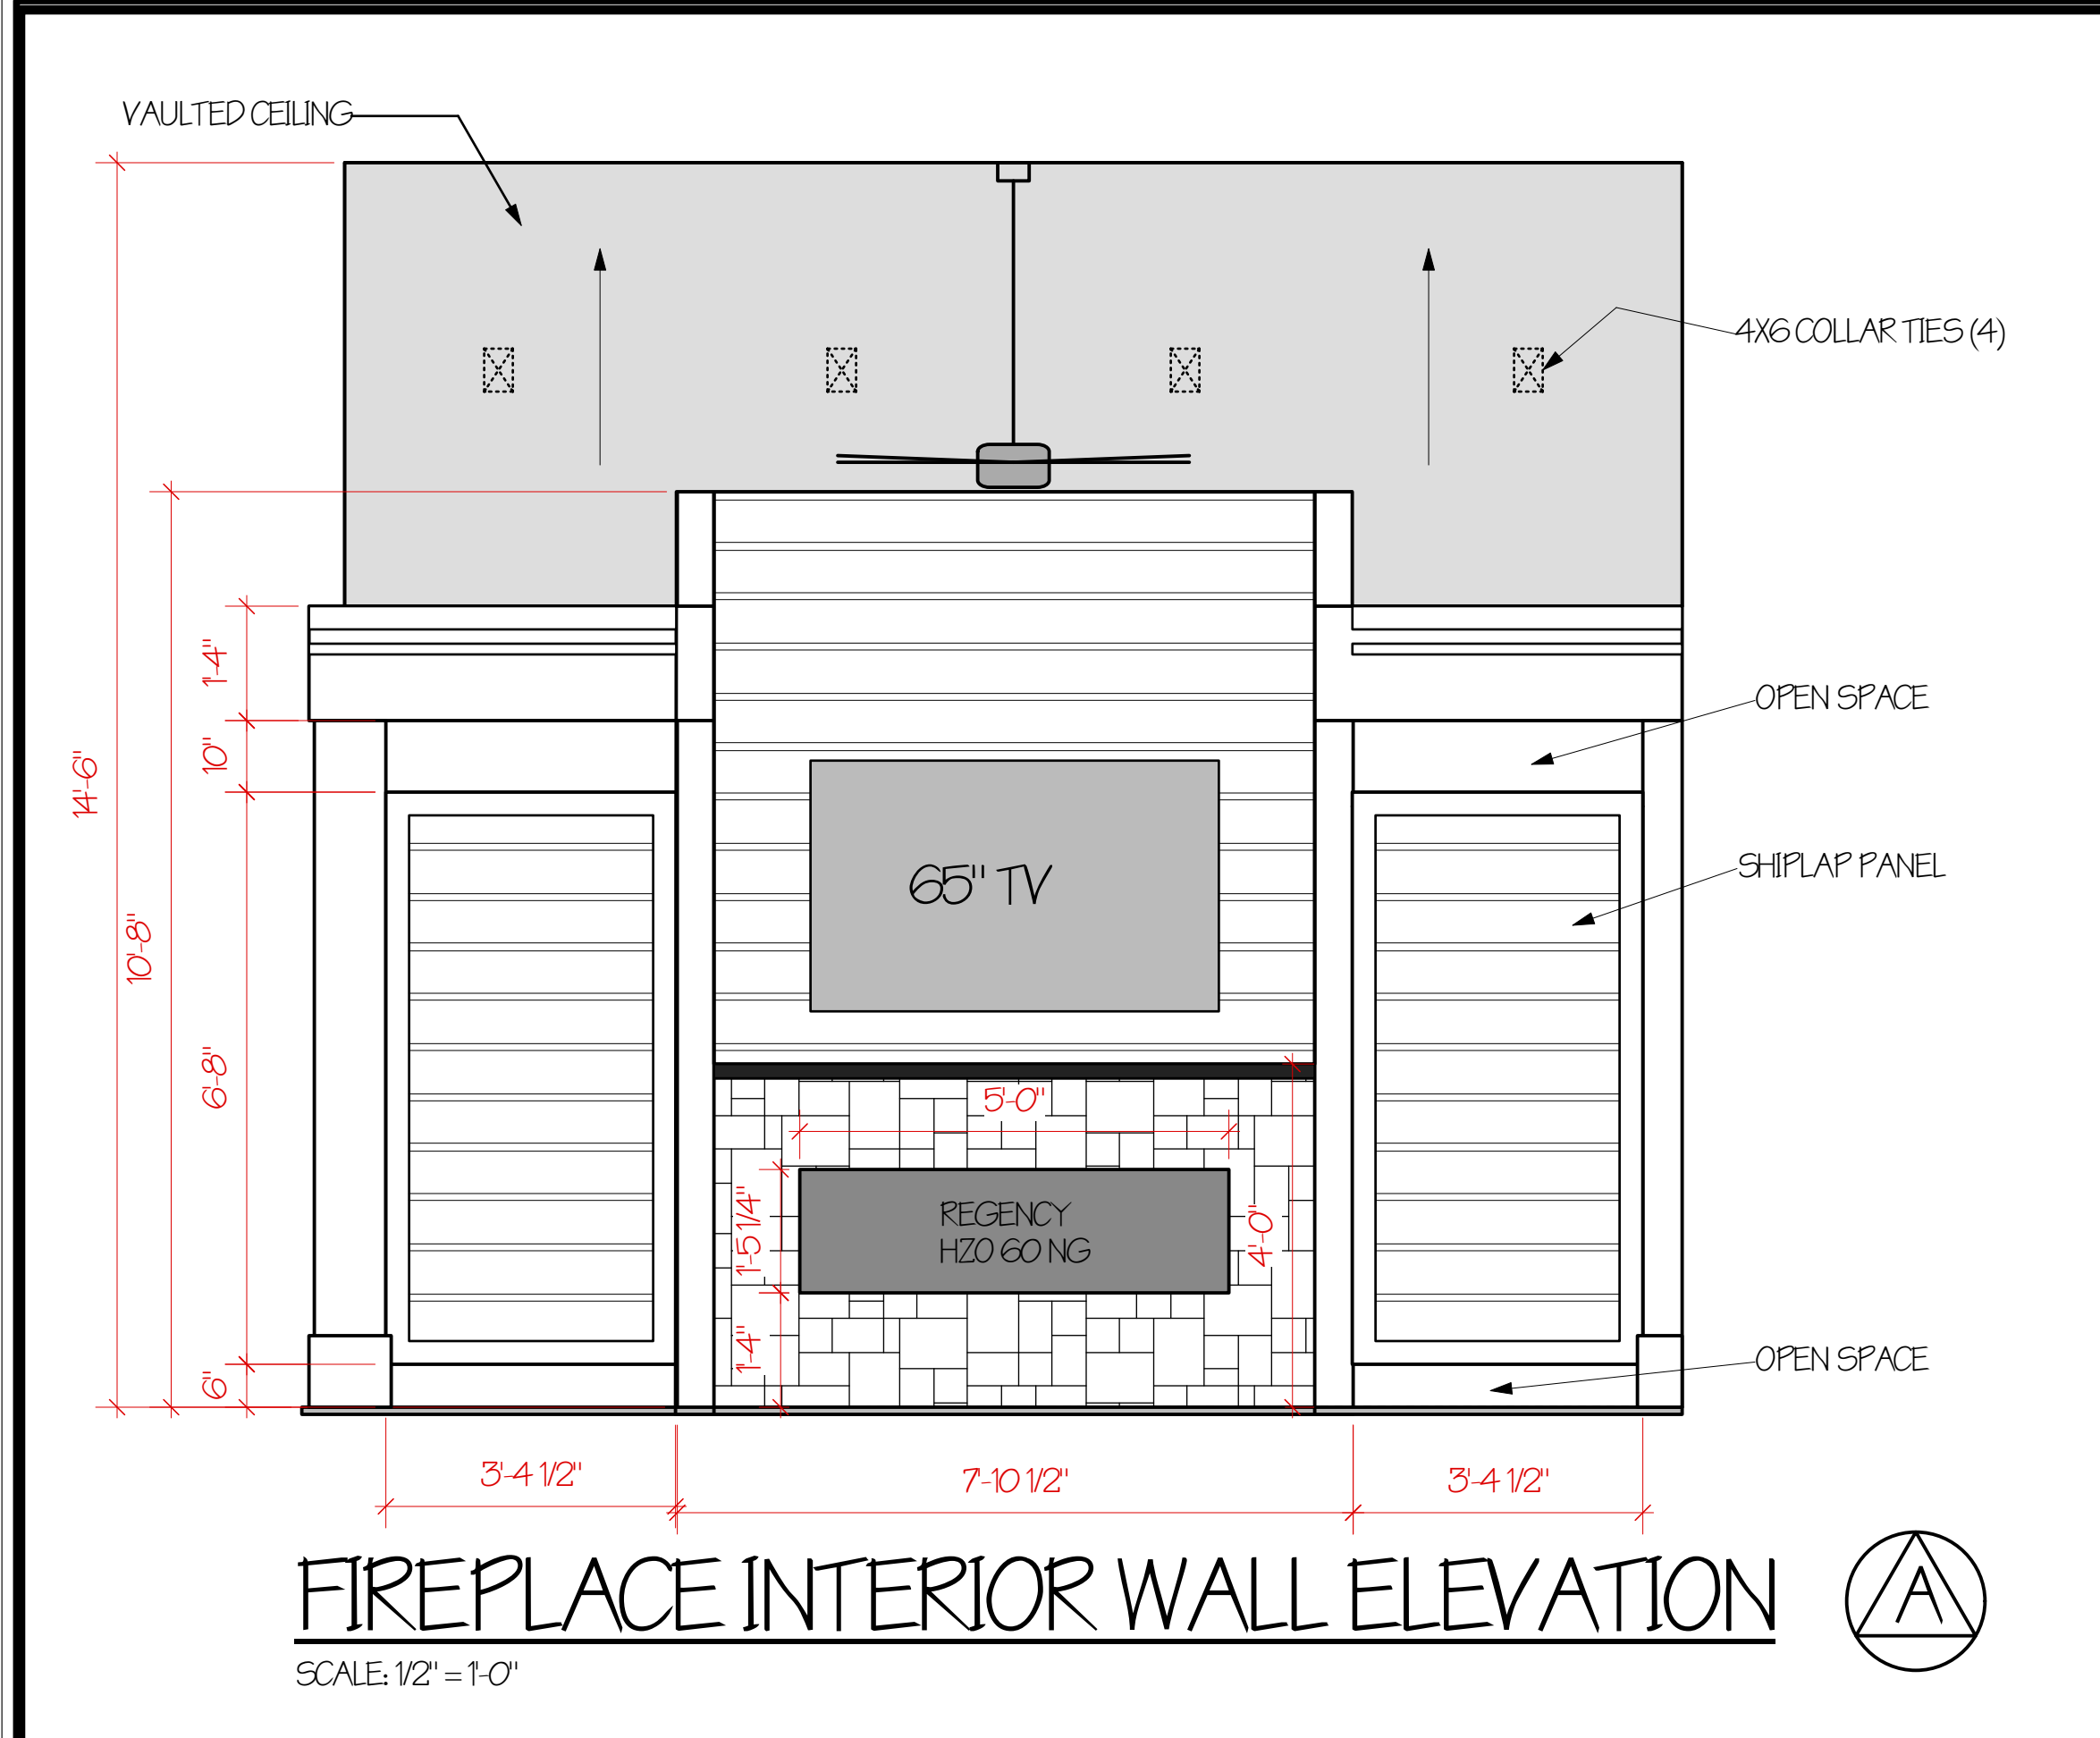 VAULTED CEILING
4X6 COLLAR TIES (4)
14'-6"
10'-8"
1'-4"
10"
6'-8"
6"
OPEN SPACE
SHIPLAP PANEL
65" TV
5'-0"
REGENCY
HZO 60 NG
1'-5 1/4"
1'-4"
4'-0"
OPEN SPACE
3'-4 1/2"
7'-10 1/2"
3'-4 1/2"
FIREPLACE INTERIOR WALL ELEVATION
A
SCALE: 1/2" = 1'-0"